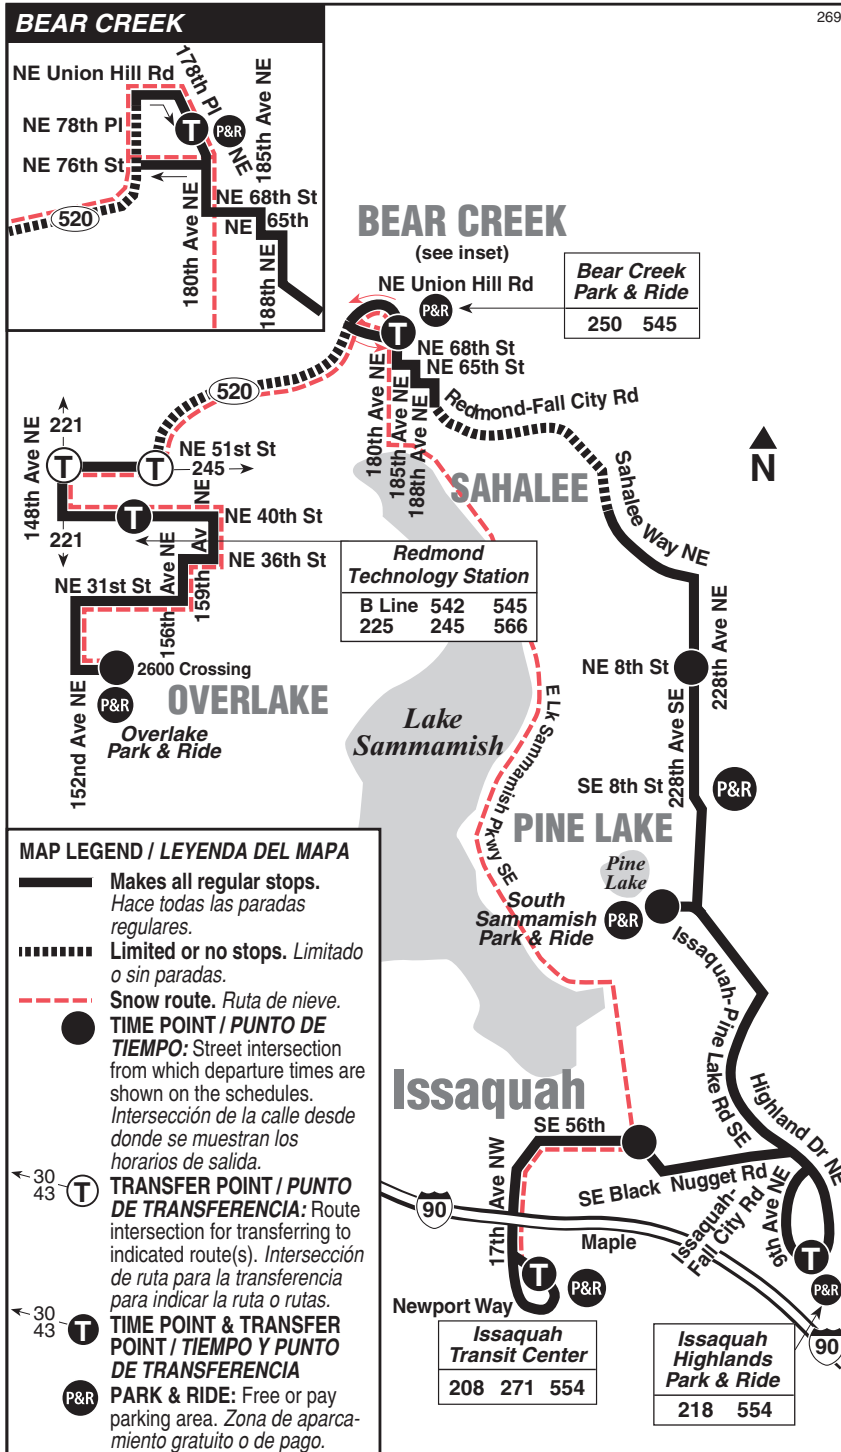 BEAR CREEK
269
NE Union Hill Rd
178th Pl
NE
185th Ave NE
NE 78th Pl
T
P&R
NE 76th St
520
180th Ave NE
NE 68th St
NE 65th
188th NE
BEAR CREEK
(see inset)
NE Union Hill Rd
P&R
Bear Creek
Park & Ride
250 545
T
NE 68th St
NE 65th St
Redmond-Fall City Rd
180th Ave NE
185th Ave NE
188th Ave NE
520
221
148th Ave NE
T
T
NE 51st St
245
221
T
NE 40th St
NE 36th St
159th Av NE
156th Ave NE
NE 31st St
152nd Ave NE
2600 Crossing
P&R
Overlake
Park & Ride
OVERLAKE
Redmond
Technology Station
B Line 542 545
225 245 566
SAHALEE
N
Sahalee Way NE
228th Ave NE
NE 8th St
228th Ave SE
SE 8th St
P&R
Lake
Sammamish
E Lk Sammamish Pkwy SE
PINE LAKE
Pine
Lake
South
Sammamish
Park & Ride
P&R
Issaquah-Pine Lake Rd SE
Highland Dr NE
Issaquah
SE 56th
17th Ave NW
SE Black Nugget Rd
Issaquah-
Fall City Rd
9th Ave NE
90
Maple
T
P&R
Newport Way
T
P&R
90
Issaquah
Transit Center
208 271 554
Issaquah
Highlands
Park & Ride
218 554
MAP LEGEND / LEYENDA DEL MAPA
Makes all regular stops.
Hace todas las paradas
regulares.
Limited or no stops. Limitado
o sin paradas.
Snow route. Ruta de nieve.
TIME POINT / PUNTO DE
TIEMPO: Street intersection
from which departure times are
shown on the schedules.
Intersección de la calle desde
donde se muestran los
horarios de salida.
30
43
T
TRANSFER POINT / PUNTO
DE TRANSFERENCIA: Route
intersection for transferring to
indicated route(s). Intersección
de ruta para la transferencia
para indicar la ruta o rutas.
30
43
T
TIME POINT & TRANSFER
POINT / TIEMPO Y PUNTO
DE TRANSFERENCIA
P&R
PARK & RIDE: Free or pay
parking area. Zona de aparca-
miento gratuito o de pago.